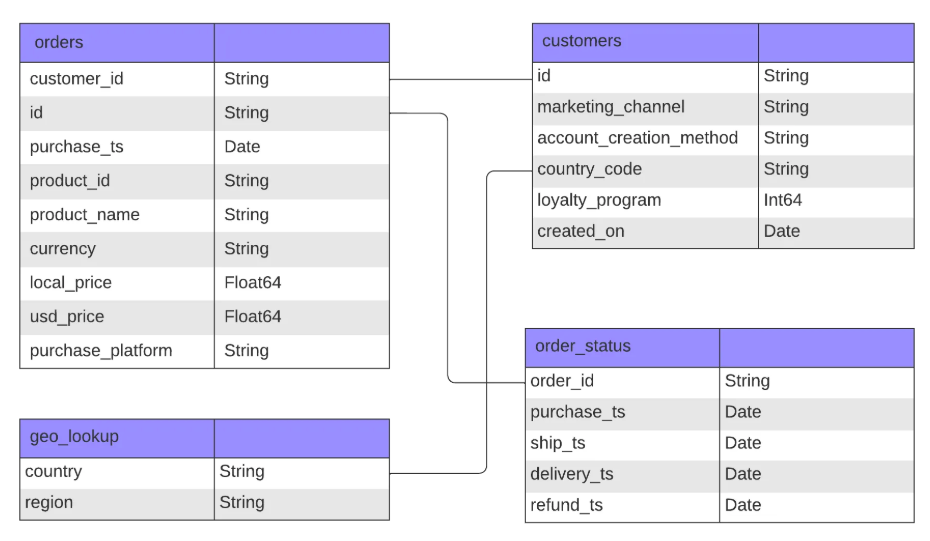 orders
customer_id String
id String
purchase_ts Date
product_id String
product_name String
currency String
local_price Float64
usd_price Float64
purchase_platform String
customers
id String
marketing_channel String
account_creation_method String
country_code String
loyalty_program Int64
created_on Date
geo_lookup
country String
region String
order_status
order_id String
purchase_ts Date
ship_ts Date
delivery_ts Date
refund_ts Date